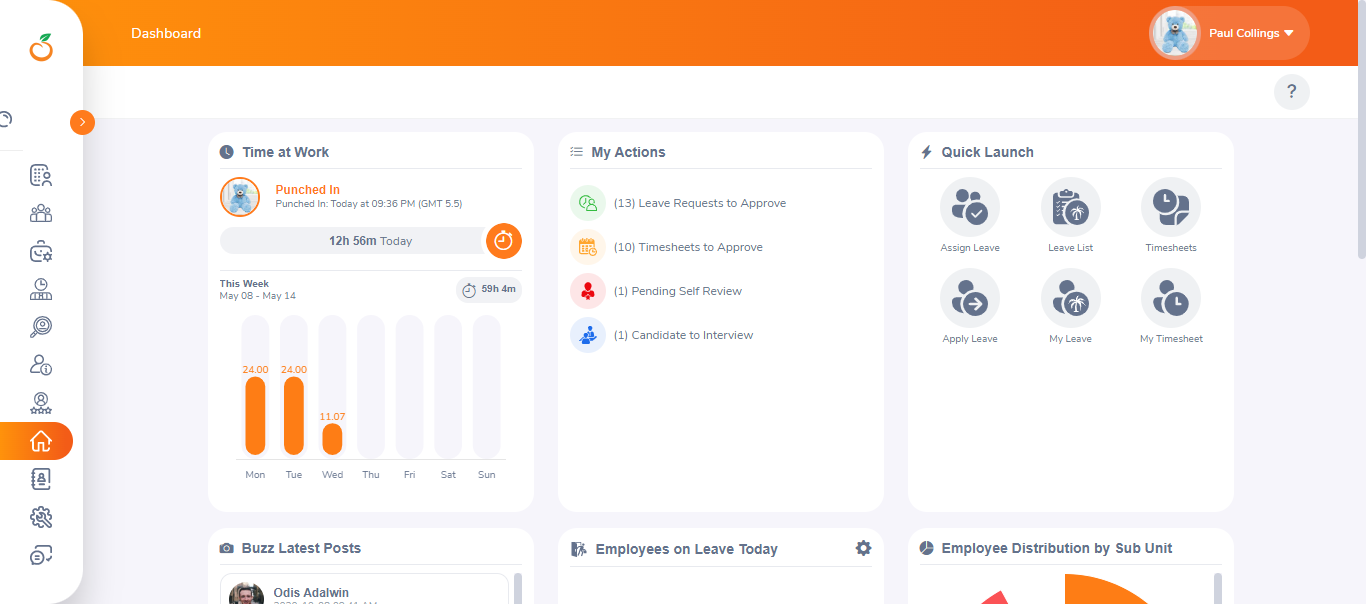 Dashboard
Paul Collings
?
Time at Work
Punched In
Punched In: Today at 09:36 PM (GMT 5.5)
12h 56m Today
This Week
May 08 - May 14
59h 4m
24.00 24.00
11.07
Mon Tue Wed Thu Fri Sat Sun
My Actions
(13) Leave Requests to Approve
(10) Timesheets to Approve
(1) Pending Self Review
(1) Candidate to Interview
Quick Launch
Assign Leave Leave List Timesheets
Apply Leave My Leave My Timesheet
Buzz Latest Posts
Odis Adalwin
Employees on Leave Today
Employee Distribution by Sub Unit